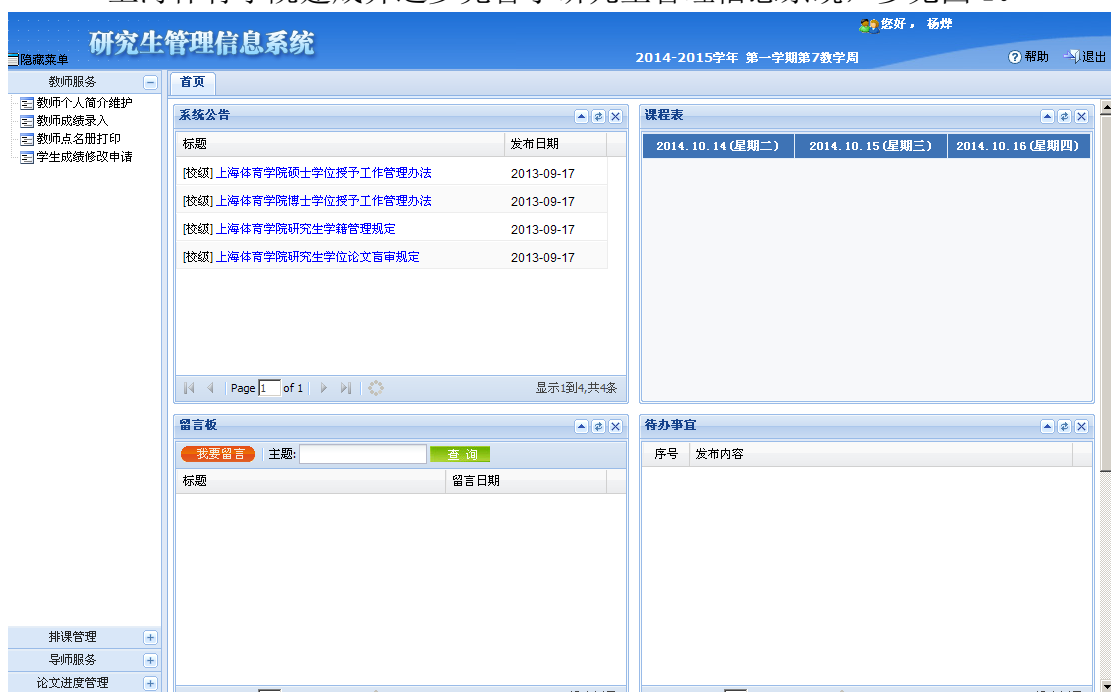 您好， 杨烨
研究生管理信息系统
隐藏菜单
2014-2015学年 第一学期第7教学周
帮助
退出
教师服务
教师个人简介维护
教师成绩录入
教师点名册打印
学生成绩修改申请
排课管理
导师服务
论文进度管理
首页
系统公告
标题 发布日期
[校级]上海体育学院硕士学位授予工作管理办法 2013-09-17
[校级]上海体育学院博士学位授予工作管理办法 2013-09-17
[校级]上海体育学院研究生学籍管理规定 2013-09-17
[校级]上海体育学院研究生学位论文盲审规定 2013-09-17
Page 1 of 1 显示1到4,共4条
课程表
2014.10.14(星期二) 2014.10.15(星期三) 2014.10.16(星期四)
留言板
我要留言 主题: 查 询
标题 留言日期
待办事宜
序号 发布内容